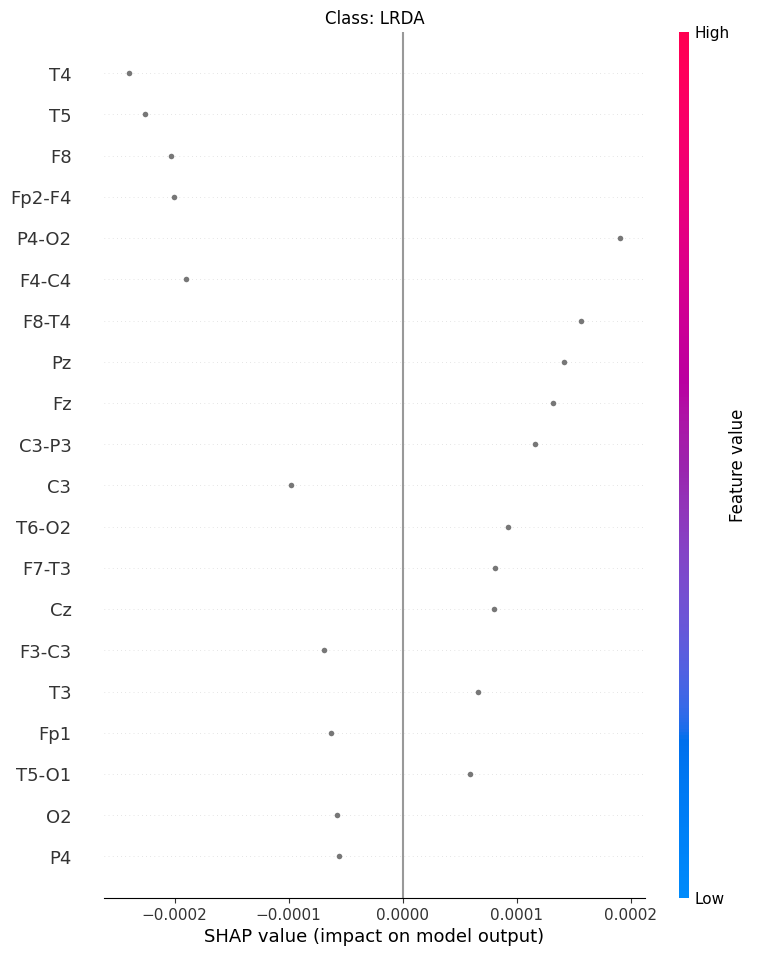 Class: LRDA
High
T4
T5
F8
Fp2-F4
P4-O2
F4-C4
F8-T4
Pz
Fz
C3-P3
C3
T6-O2
F7-T3
Cz
F3-C3
T3
Fp1
T5-O1
O2
P4
Feature value
Low
−0.0002 −0.0001 0.0000 0.0001 0.0002
SHAP value (impact on model output)